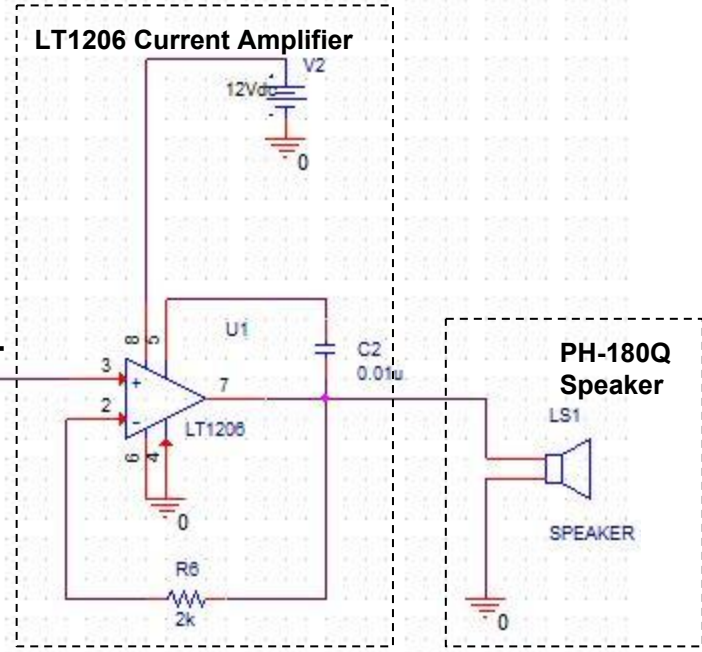 LT1206 Current Amplifier
V2
12Vdc
0
8
5
U1
C2
0.01u
3
+
7
2
-
LT1206
6
4
0
R6
2k
PH-180Q
Speaker
LS1
SPEAKER
0